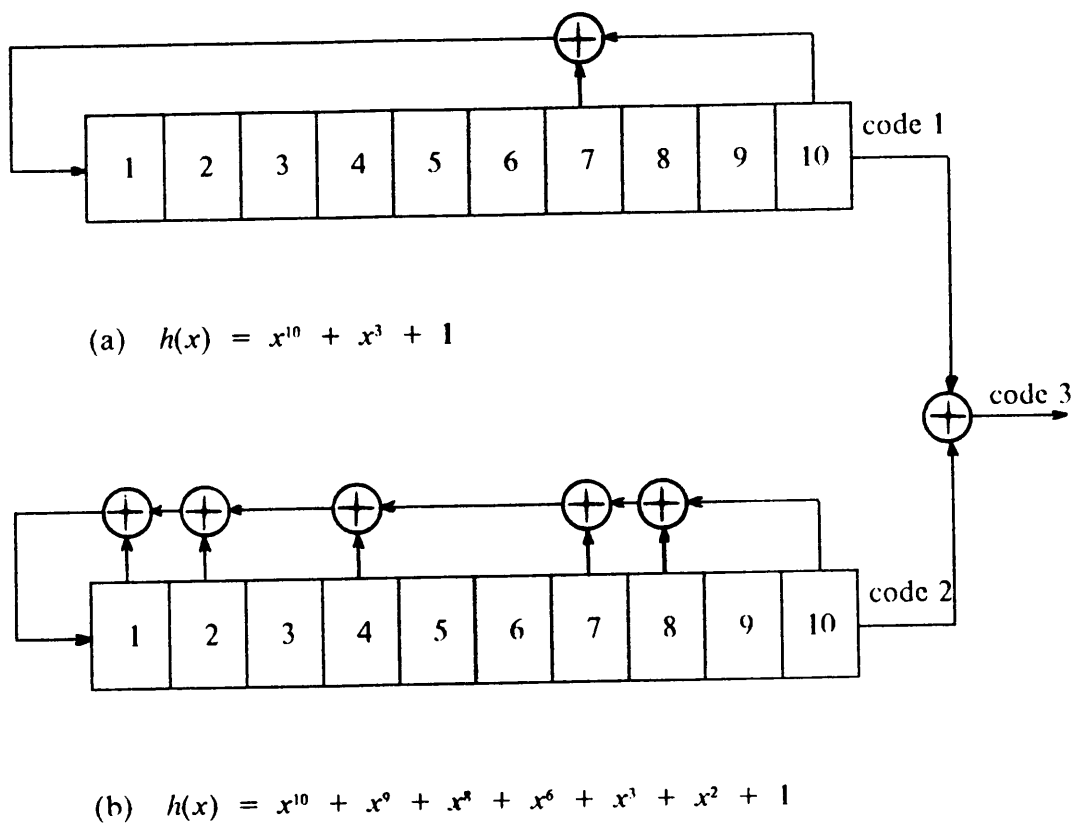 1 2 3 4 5 6 7 8 9 10
code 1
(a) h(x) = x¹⁰ + x³ + 1
code 3
1 2 3 4 5 6 7 8 9 10
code 2
(b) h(x) = x¹⁰ + x⁹ + x⁸ + x⁶ + x³ + x² + 1